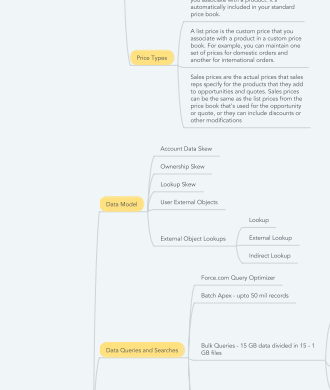 you associate with a product, it's
automatically included in your standard
price book.
A list price is the custom price that you
associate with a product in a custom price
book. For example, you can maintain one
set of prices for domestic orders and
another for international orders.
Price Types
Sales prices are the actual prices that sales
reps specify for the products that they add
to opportunities and quotes. Sales prices
can be the same as the list prices from the
price book that's used for the opportunity
or quote, or they can include discounts or
other modifications
Account Data Skew
Ownership Skew
Lookup Skew
Data Model
User External Objects
Lookup
External Object Lookups
External Lookup
Indirect Lookup
Force.com Query Optimizer
Batch Apex - upto 50 mil records
Data Queries and Searches
Bulk Queries - 15 GB data divided in 15 - 1
GB files